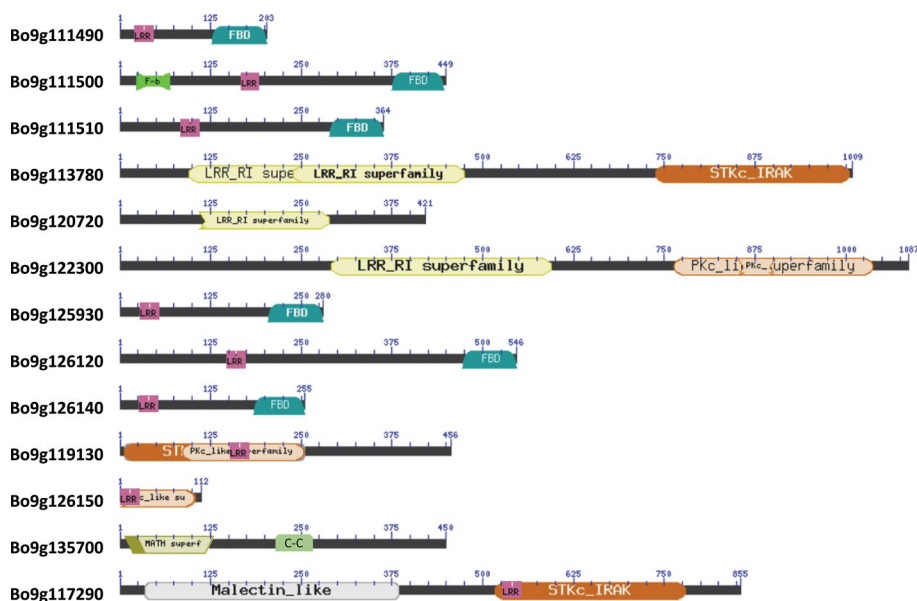 1 125 203
Bo9g111490 LRR FBD
1 125 250 375 449
Bo9g111500 F-b LRR FBD
1 125 250 364
Bo9g111510 LRR FBD
1 125 250 375 500 625 750 875 1009
Bo9g113780 LRR_RI supe LRR_RI superfamily STKc_IRAK
1 125 250 375 421
Bo9g120720 LRR_RI superfamily
1 125 250 375 500 625 750 875 1000 1087
Bo9g122300 LRR_RI superfamily PKc_li PKc_ uperfamily
1 125 250 280
Bo9g125930 LRR FBD
1 125 250 375 500 546
Bo9g126120 LRR FBD
1 125 255
Bo9g126140 LRR FBD
1 125 250 375 456
Bo9g119130 ST PKc_like LRR erfamily
1 112
Bo9g126150 LRR c_like su
1 125 250 375 450
Bo9g135700 MATH superf C-C
1 125 250 375 500 625 750 855
Bo9g117290 Malectin_like LRR STKc_IRAK